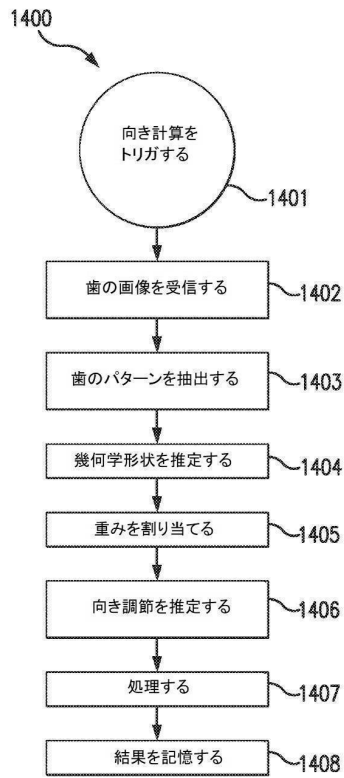 1400
向き計算を
トリガする
1401
歯の画像を受信する
1402
歯のパターンを抽出する
1403
幾何学形状を推定する
1404
重みを割り当てる
1405
向き調節を推定する
1406
処理する
1407
結果を記憶する
1408